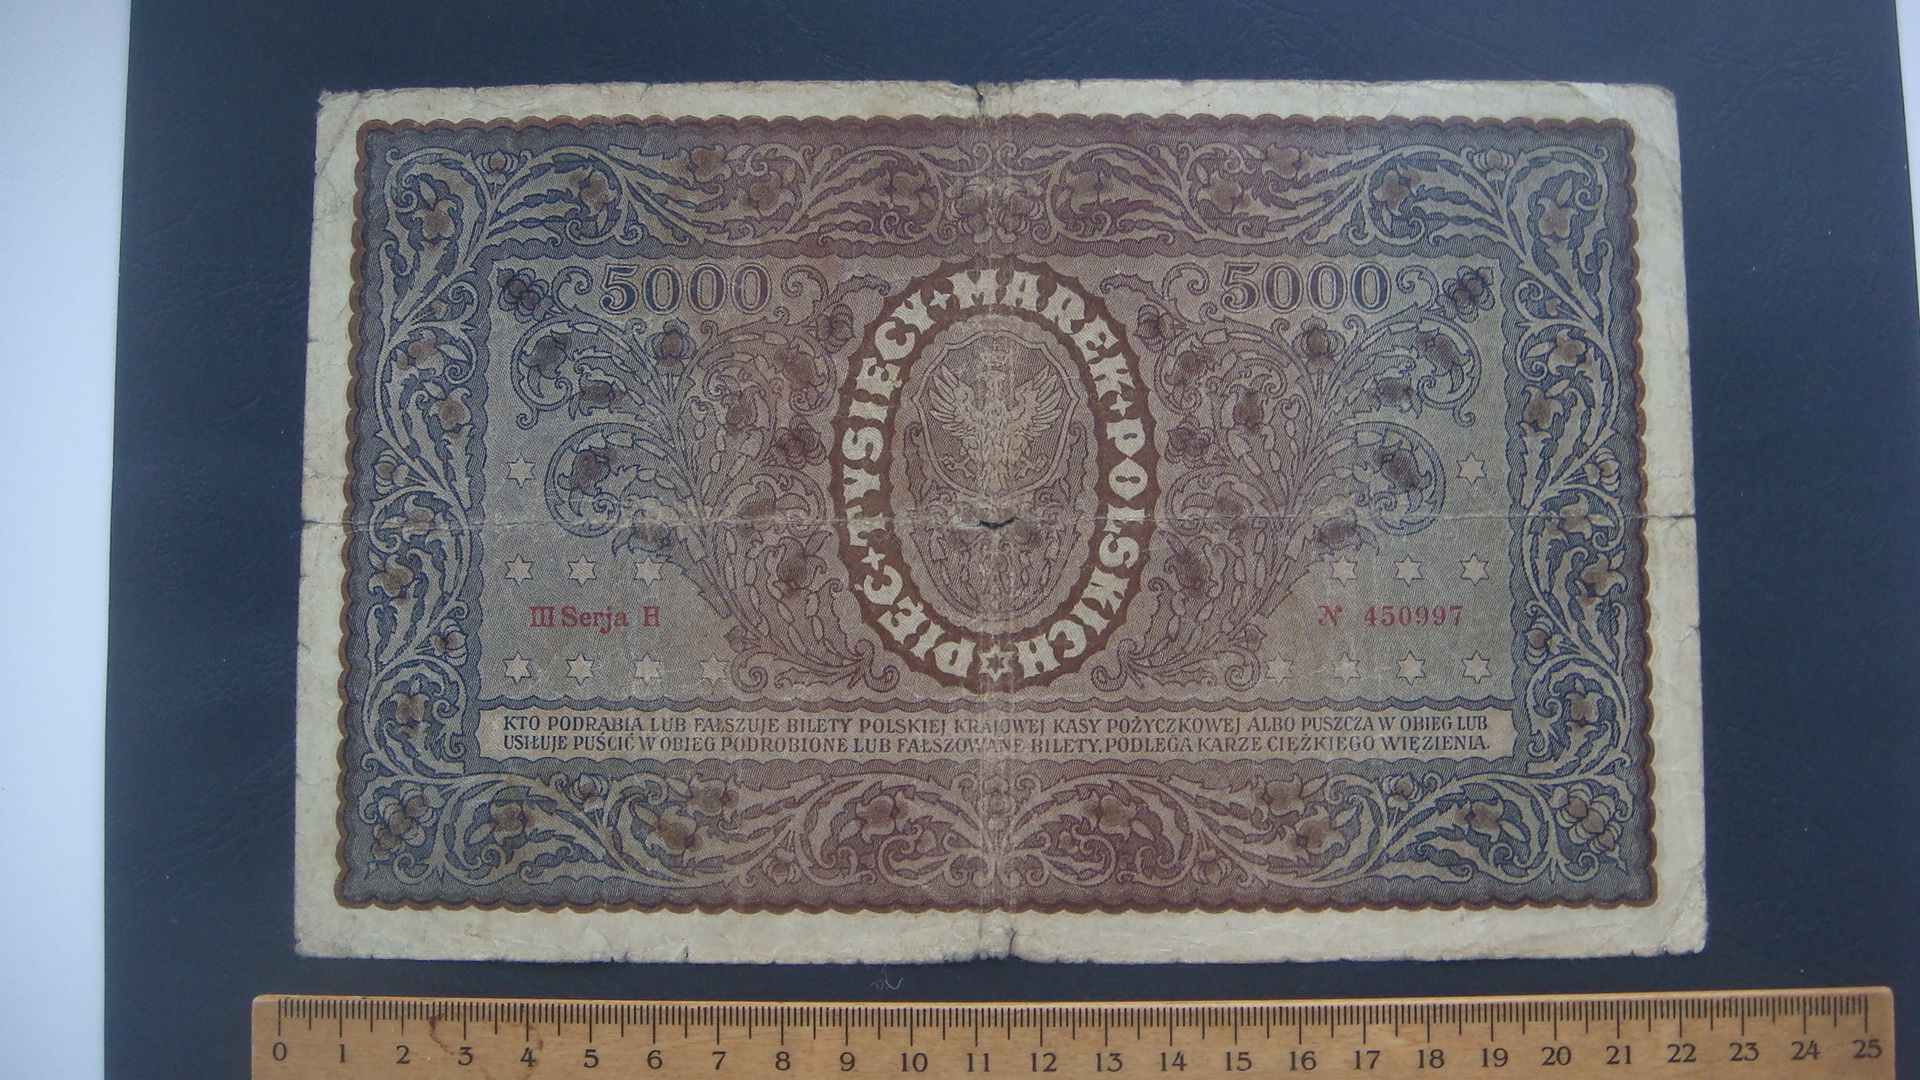 5000 5000
PIĘĆ + TYSIĘCY + MAREK + POLSKICH
III Serja H № 450997
KTO PODRABIA LUB FAŁSZUJE BILETY POLSKIEJ KRAJOWEJ KASY POŻYCZKOWEJ ALBO PUSZCZA W OBIEG LUB
USIŁUJE PUŚCIĆ W OBIEG PODROBIONE LUB FAŁSZOWANE BILETY, PODLEGA KARZE CIĘŻKIEGO WIĘZIENIA.
0 1 2 3 4 5 6 7 8 9 10 11 12 13 14 15 16 17 18 19 20 21 22 23 24 25